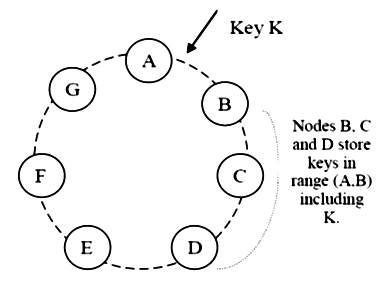 Key K
A
G
B
F
C
E
D
Nodes B, C
and D store
keys in
range (A,B)
including
K.